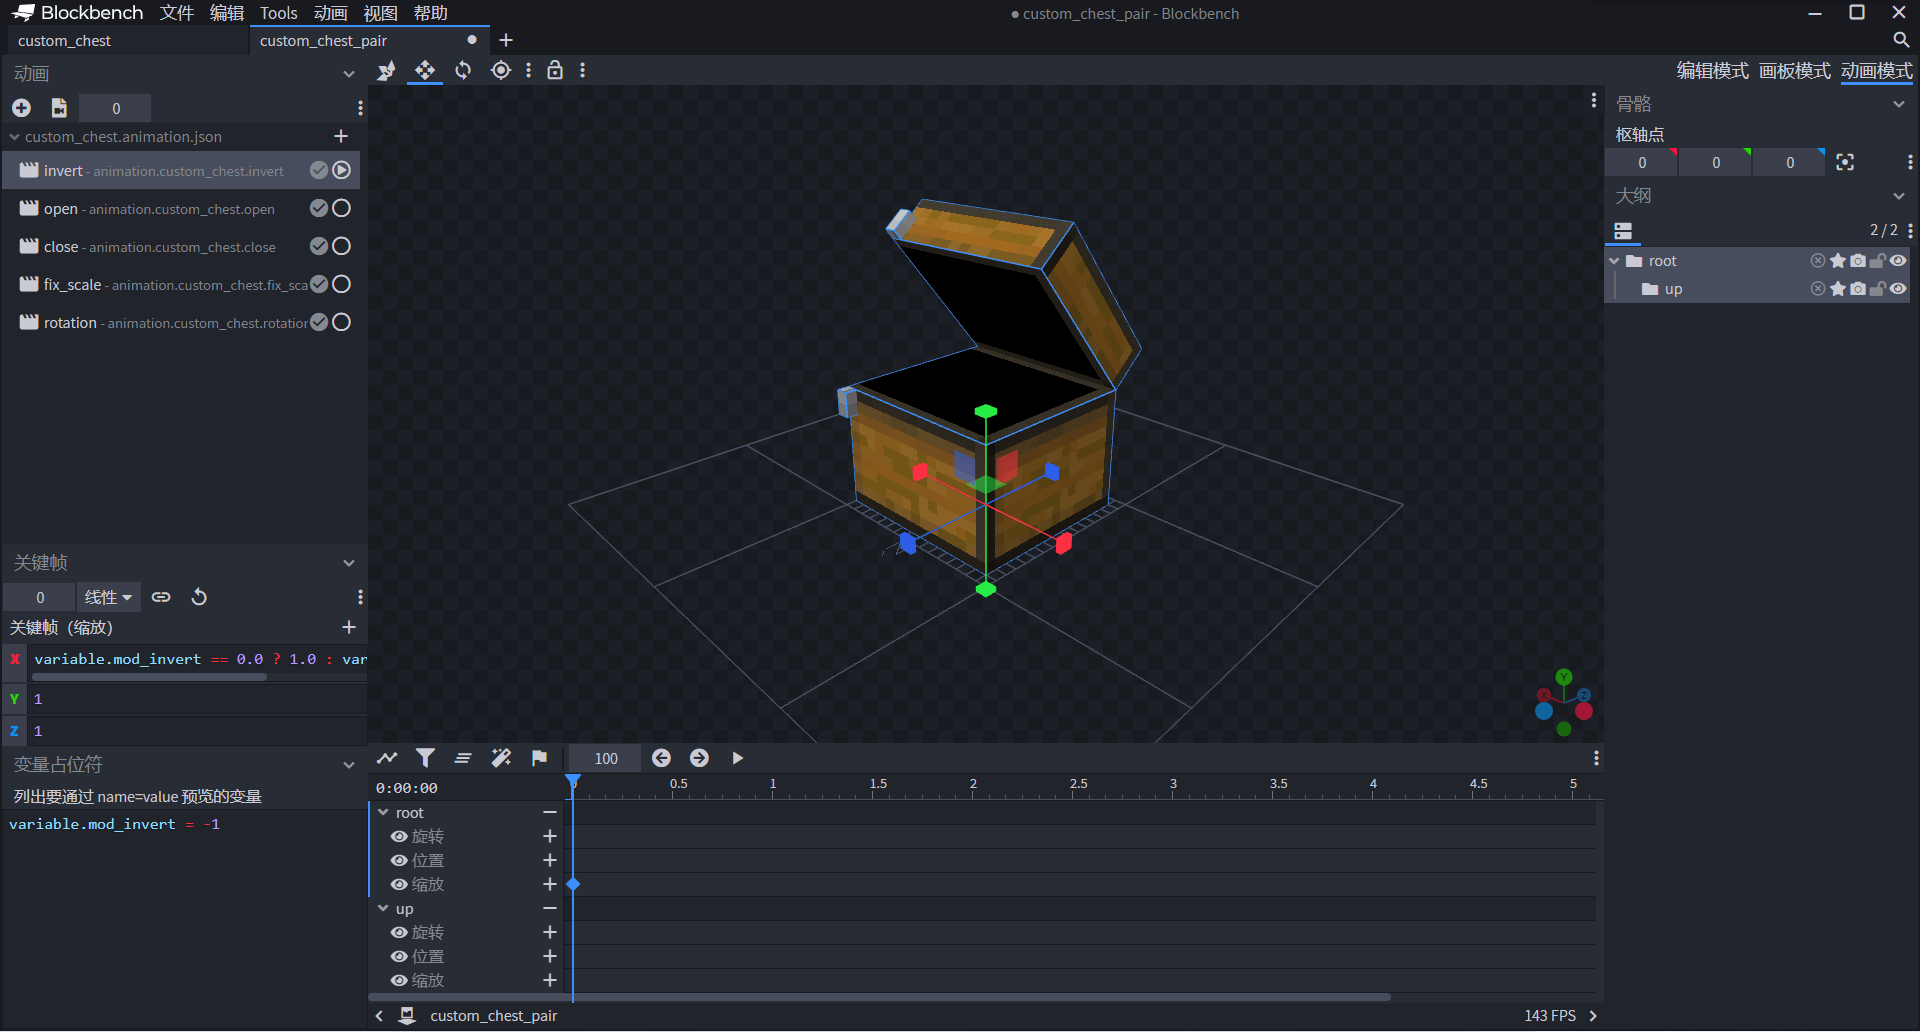 Blockbench 文件 编辑 Tools 动画 视图 帮助
● custom_chest_pair - Blockbench
custom_chest
custom_chest_pair
编辑模式 画板模式 动画模式
动画
0
custom_chest.animation.json
invert - animation.custom_chest.invert
open - animation.custom_chest.open
close - animation.custom_chest.close
fix_scale - animation.custom_chest.fix_sca
rotation - animation.custom_chest.rotation
关键帧
0 线性
关键帧 (缩放)
X variable.mod_invert == 0.0 ? 1.0 : var
Y 1
Z 1
变量占位符
列出要通过 name=value 预览的变量
variable.mod_invert = -1
骨骼
枢轴点
0 0 0
大纲
2 / 2
root
up
Y
X
Z
100
0:00:00
0 0.5 1 1.5 2 2.5 3 3.5 4 4.5 5
root
旋转
位置
缩放
up
旋转
位置
缩放
custom_chest_pair
143 FPS